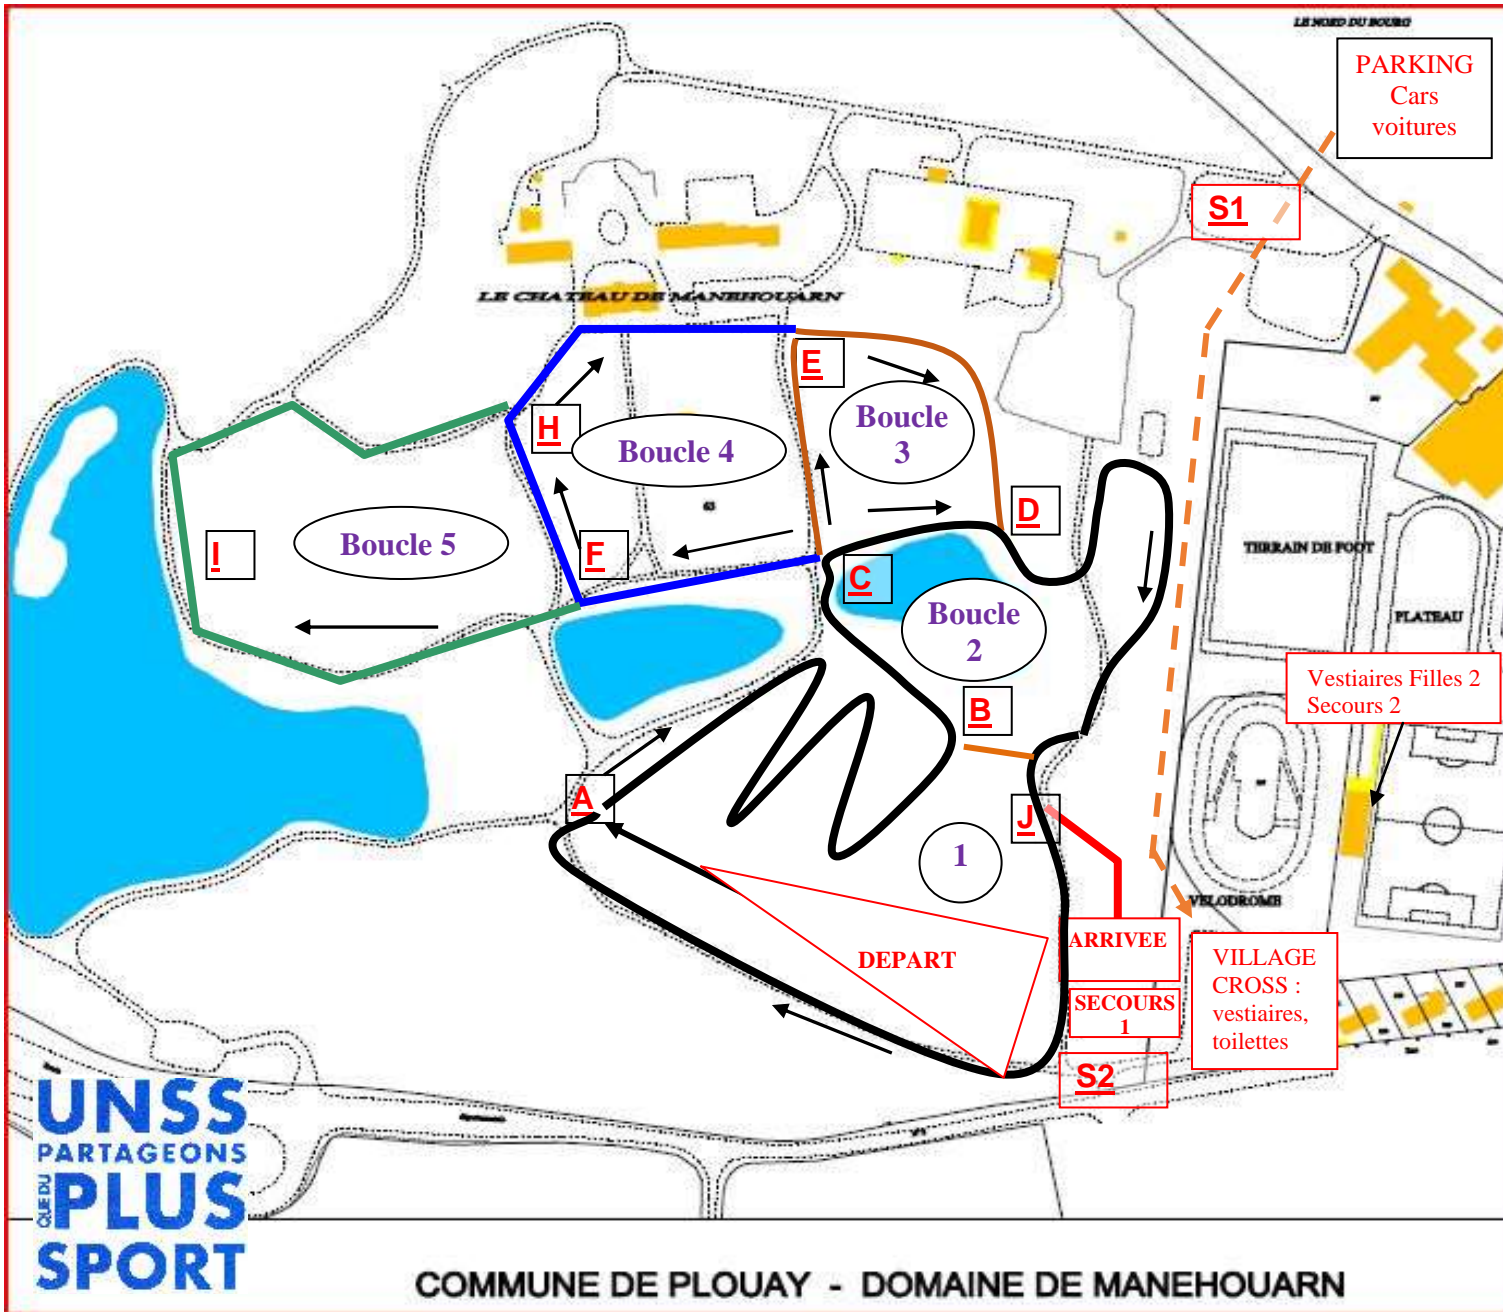 LE NORD DU BOURG
PARKING
Cars
voitures
S1
LE CHATEAU DE MANEHOUARN
E
Boucle
3
H
Boucle 4
D
63
Boucle 5
I
F
C
Boucle
2
TERRAIN DE FOOT
PLATEAU
Vestiaires Filles 2
Secours 2
B
A
J
1
VELODROME
DEPART
ARRIVEE
SECOURS
1
VILLAGE
CROSS :
vestiaires,
toilettes
S2
UNSS
PARTAGEONS
QUE DU
PLUS
SPORT
COMMUNE DE PLOUAY - DOMAINE DE MANEHOUARN